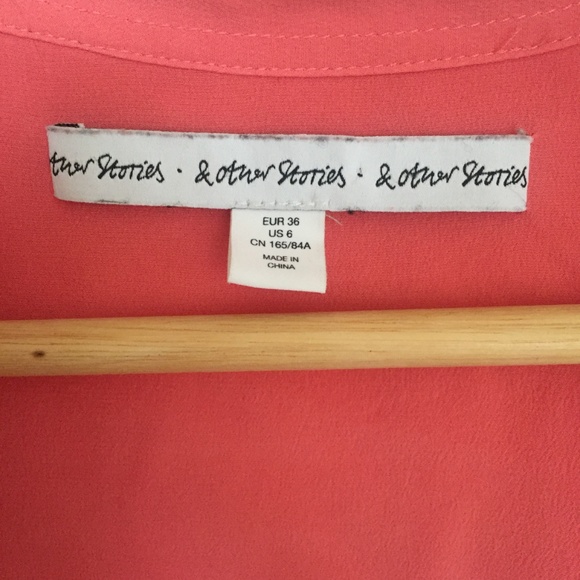 ther Stories · & other Stories · & other Stories
EUR 36
US 6
CN 165/84A
MADE IN
CHINA